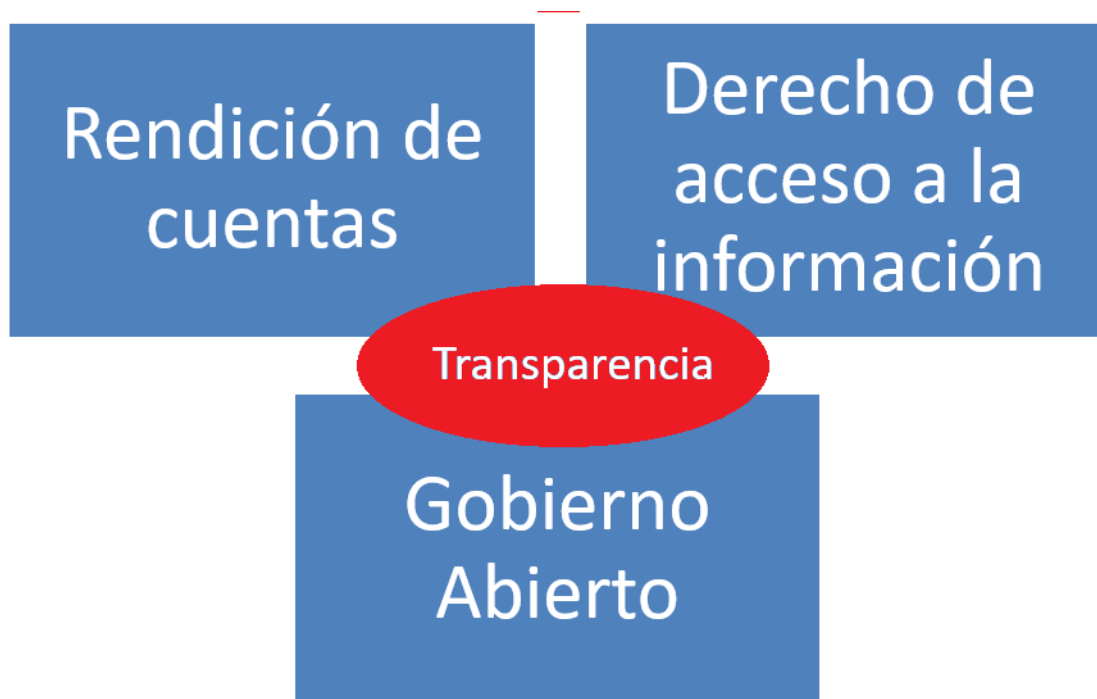 Rendición de
cuentas
Derecho de
acceso a la
información
Transparencia
Gobierno
Abierto